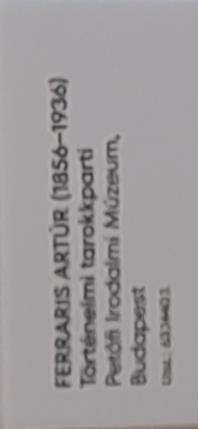 FERRARIS ARTÚR (1856–1936)
Történelmi tarokkparti
Petőfi Irodalmi Múzeum,
Budapest